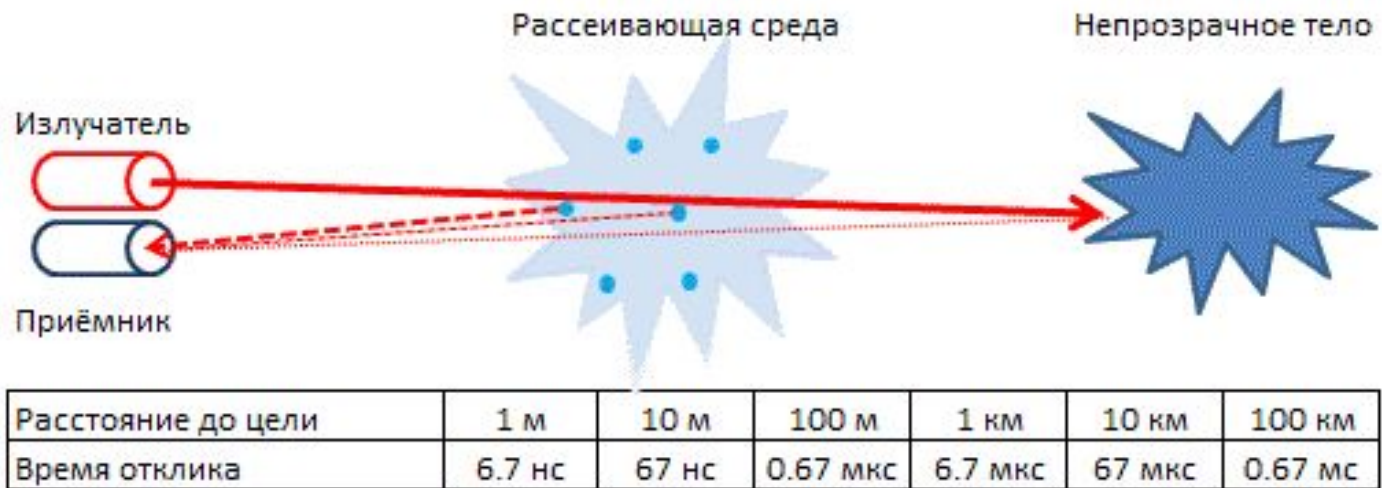 Рассеивающая среда Непрозрачное тело
Излучатель
Приёмник
Расстояние до цели 1 м 10 м 100 м 1 км 10 км 100 км
Время отклика 6.7 нс 67 нс 0.67 мкс 6.7 мкс 67 мкс 0.67 мс